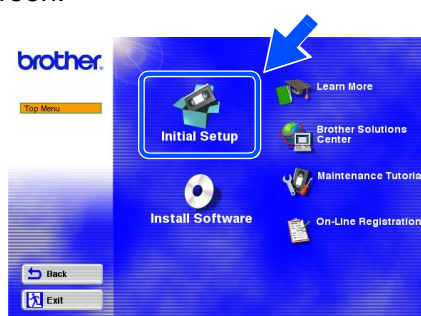 brother.
Top Menu
Initial Setup
Install Software
Learn More
Brother Solutions
Center
Maintenance Tutoria
On-Line Registration
Back
Exit